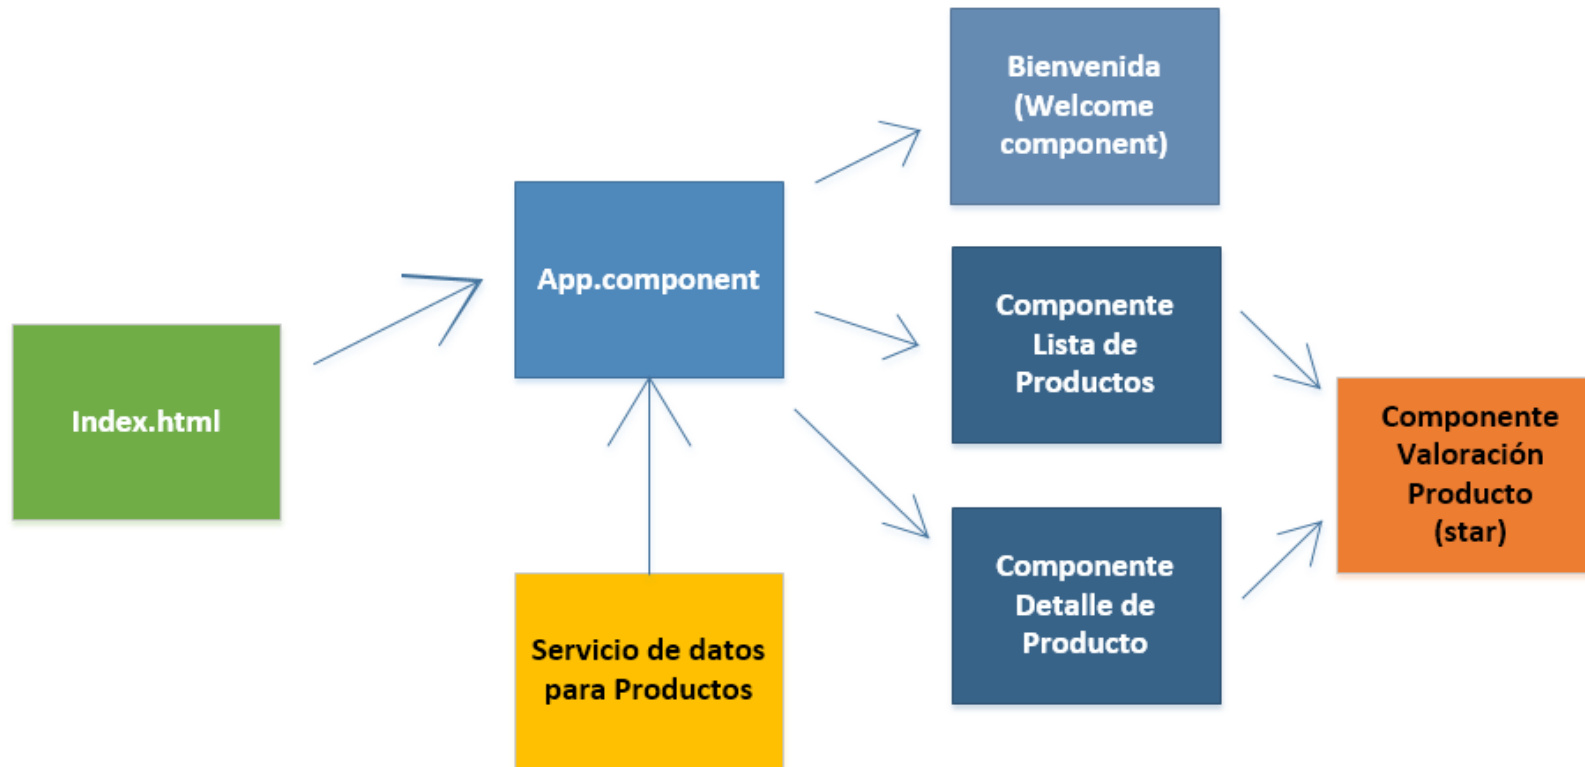 Bienvenida
(Welcome
component)
App.component
Componente
Lista de
Productos
Index.html
Componente
Valoración
Producto
(star)
Componente
Detalle de
Producto
Servicio de datos
para Productos